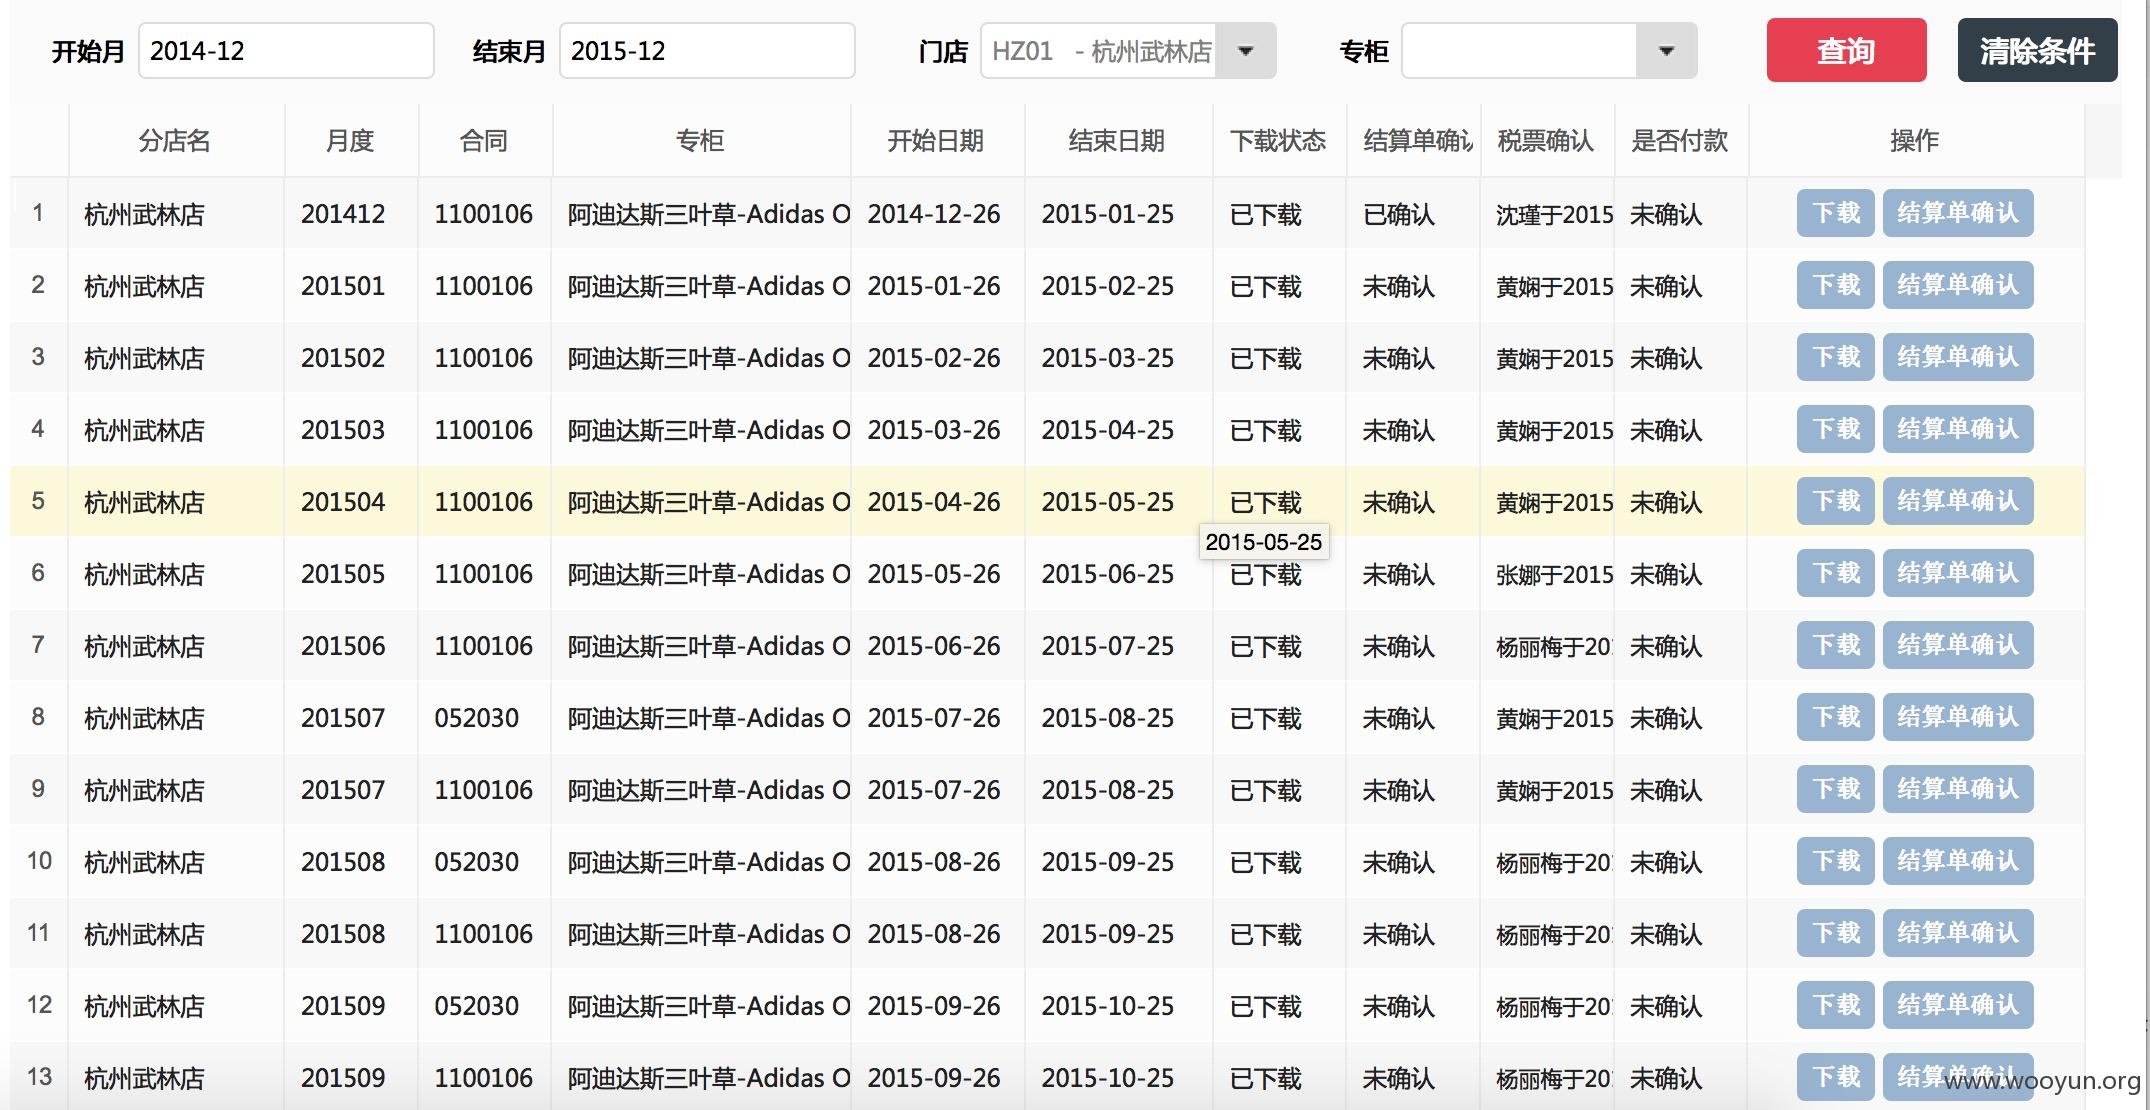 开始月 2014-12 结束月 2015-12 门店 HZ01 - 杭州武林店 专柜 查询 清除条件
分店名 月度 合同 专柜 开始日期 结束日期 下载状态 结算单确认 税票确认 是否付款 操作
1 杭州武林店 201412 1100106 阿迪达斯三叶草-Adidas O 2014-12-26 2015-01-25 已下载 已确认 沈瑾于2015 未确认 下载 结算单确认
2 杭州武林店 201501 1100106 阿迪达斯三叶草-Adidas O 2015-01-26 2015-02-25 已下载 未确认 黄娴于2015 未确认 下载 结算单确认
3 杭州武林店 201502 1100106 阿迪达斯三叶草-Adidas O 2015-02-26 2015-03-25 已下载 未确认 黄娴于2015 未确认 下载 结算单确认
4 杭州武林店 201503 1100106 阿迪达斯三叶草-Adidas O 2015-03-26 2015-04-25 已下载 未确认 黄娴于2015 未确认 下载 结算单确认
5 杭州武林店 201504 1100106 阿迪达斯三叶草-Adidas O 2015-04-26 2015-05-25 已下载 未确认 黄娴于2015 未确认 下载 结算单确认
2015-05-25
6 杭州武林店 201505 1100106 阿迪达斯三叶草-Adidas O 2015-05-26 2015-06-25 已下载 未确认 张娜于2015 未确认 下载 结算单确认
7 杭州武林店 201506 1100106 阿迪达斯三叶草-Adidas O 2015-06-26 2015-07-25 已下载 未确认 杨丽梅于20 未确认 下载 结算单确认
8 杭州武林店 201507 052030 阿迪达斯三叶草-Adidas O 2015-07-26 2015-08-25 已下载 未确认 黄娴于2015 未确认 下载 结算单确认
9 杭州武林店 201507 1100106 阿迪达斯三叶草-Adidas O 2015-07-26 2015-08-25 已下载 未确认 黄娴于2015 未确认 下载 结算单确认
10 杭州武林店 201508 052030 阿迪达斯三叶草-Adidas O 2015-08-26 2015-09-25 已下载 未确认 杨丽梅于20 未确认 下载 结算单确认
11 杭州武林店 201508 1100106 阿迪达斯三叶草-Adidas O 2015-08-26 2015-09-25 已下载 未确认 杨丽梅于20 未确认 下载 结算单确认
12 杭州武林店 201509 052030 阿迪达斯三叶草-Adidas O 2015-09-26 2015-10-25 已下载 未确认 杨丽梅于20 未确认 下载 结算单确认
13 杭州武林店 201509 1100106 阿迪达斯三叶草-Adidas O 2015-09-26 2015-10-25 已下载 未确认 杨丽梅于20 未确认 下载 结算单确认
www.wooyun.org